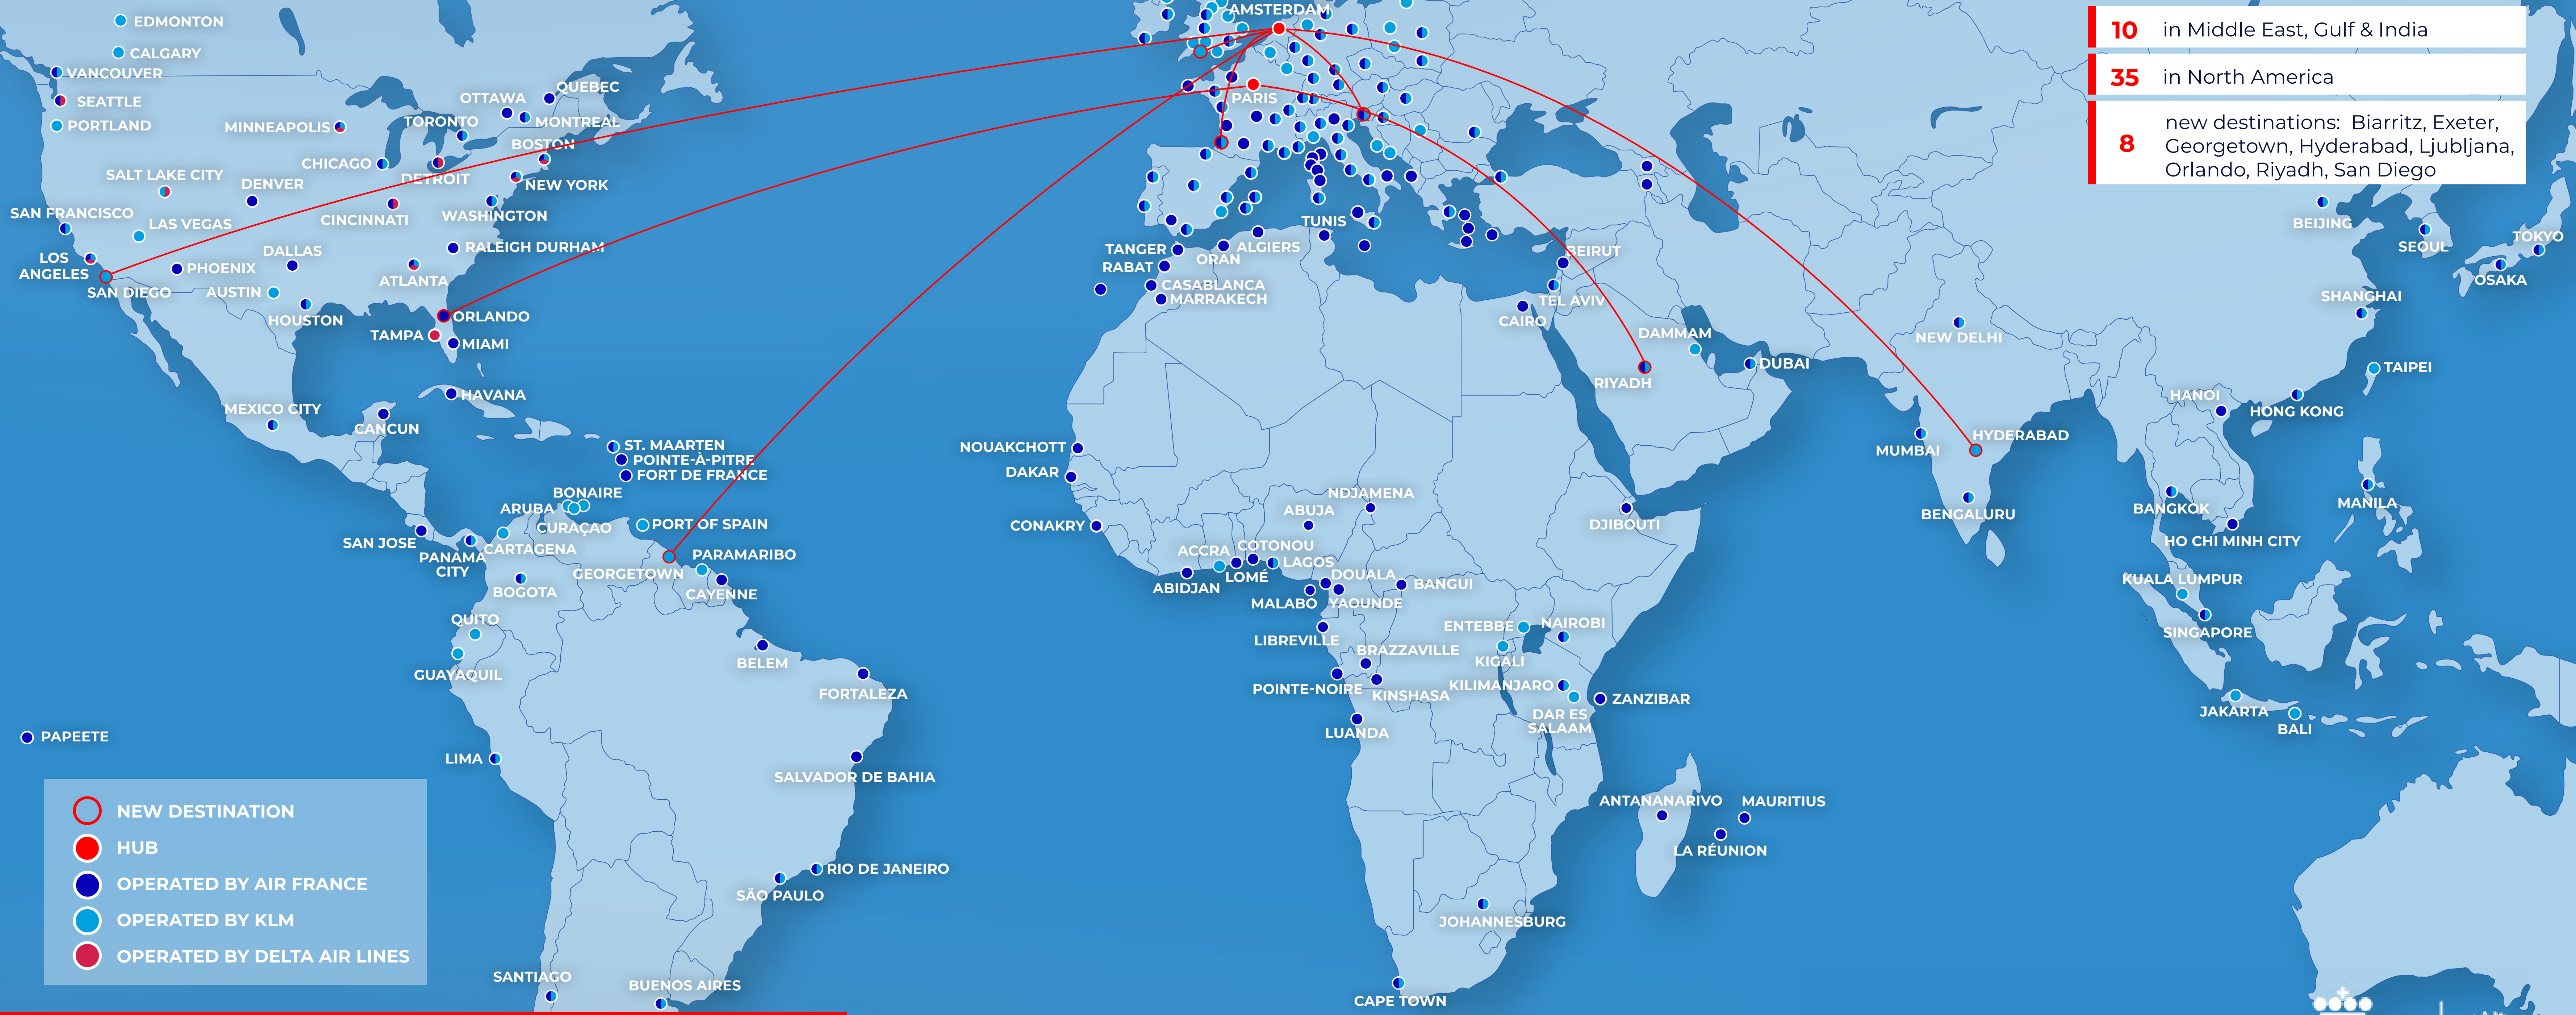 EDMONTON
CALGARY
VANCOUVER
SEATTLE
PORTLAND
MINNEAPOLIS
OTTAWA
QUEBEC
TORONTO
MONTREAL
CHICAGO
BOSTON
DETROIT
SALT LAKE CITY
DENVER
NEW YORK
SAN FRANCISCO
LAS VEGAS
CINCINNATI
WASHINGTON
LOS
ANGELES
PHOENIX
DALLAS
RALEIGH DURHAM
SAN DIEGO
AUSTIN
ATLANTA
HOUSTON
ORLANDO
TAMPA
MIAMI
HAVANA
MEXICO CITY
CANCUN
ST. MAARTEN
POINTE-À-PITRE
FORT DE FRANCE
BONAIRE
ARUBA
CURAÇAO
PORT OF SPAIN
SAN JOSE
PANAMA
CITY
CARTAGENA
GEORGETOWN
PARAMARIBO
BOGOTA
CAYENNE
QUITO
GUAYAQUIL
BELEM
FORTALEZA
PAPEETE
LIMA
SALVADOR DE BAHIA
RIO DE JANEIRO
SÃO PAULO
SANTIAGO
BUENOS AIRES
NEW DESTINATION
HUB
OPERATED BY AIR FRANCE
OPERATED BY KLM
OPERATED BY DELTA AIR LINES
AMSTERDAM
PARIS
TUNIS
TANGER
ALGIERS
ORAN
RABAT
CASABLANCA
MARRAKECH
BEIRUT
TEL AVIV
CAIRO
DAMMAM
DUBAI
RIYADH
NOUAKCHOTT
DAKAR
CONAKRY
NDJAMENA
ABUJA
DJIBOUTI
ACCRA
COTONOU
LAGOS
LOMÉ
ABIDJAN
DOUALA
BANGUI
MALABO
YAOUNDE
LIBREVILLE
ENTEBBE
NAIROBI
BRAZZAVILLE
KIGALI
POINTE-NOIRE
KINSHASA
KILIMANJARO
ZANZIBAR
DAR ES
SALAAM
LUANDA
ANTANANARIVO
MAURITIUS
LA RÉUNION
JOHANNESBURG
CAPE TOWN
10 in Middle East, Gulf & India
35 in North America
8 new destinations: Biarritz, Exeter,
Georgetown, Hyderabad, Ljubljana,
Orlando, Riyadh, San Diego
BEIJING
SEOUL
TOKYO
OSAKA
SHANGHAI
NEW DELHI
TAIPEI
HANOI
HONG KONG
MUMBAI
HYDERABAD
BENGALURU
BANGKOK
MANILA
HO CHI MINH CITY
KUALA LUMPUR
SINGAPORE
JAKARTA
BALI